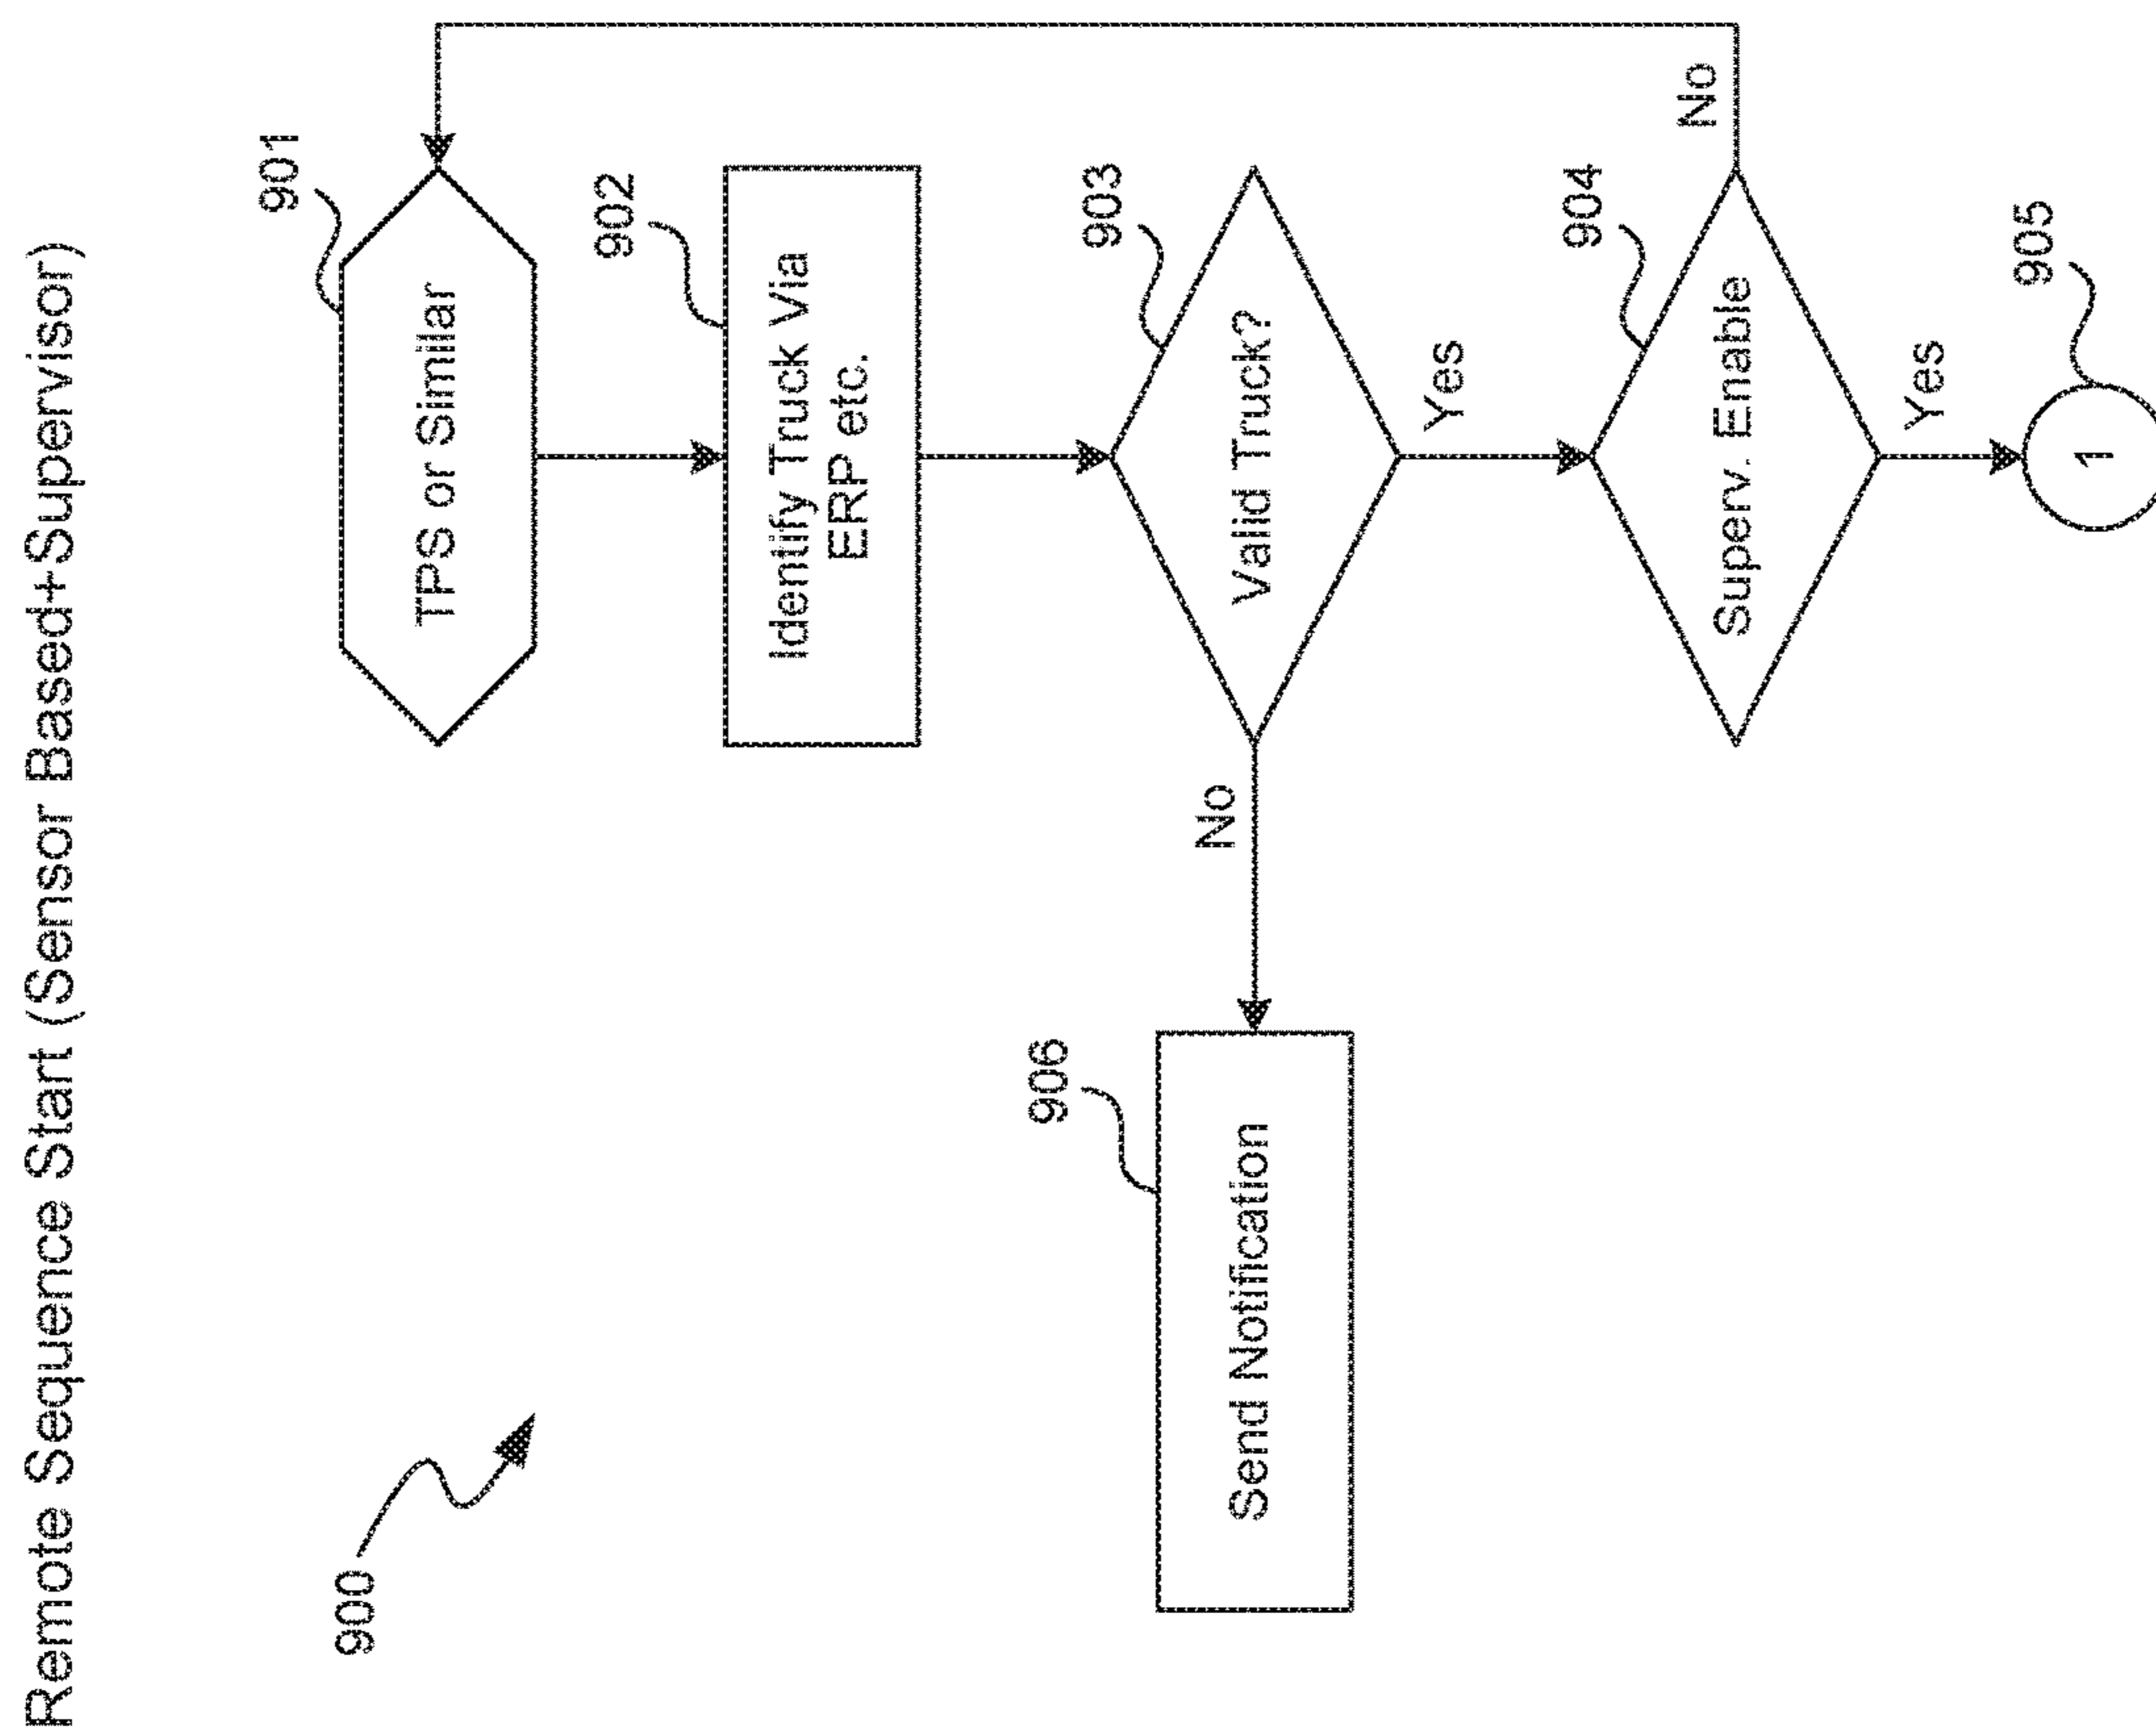 Remote Sequence Start (Sensor Based+Supervisor)
900
901
TPS or Similar
902
Identify Truck Via
ERP etc.
903
Valid Truck?
No
Yes
906
Send Notification
904
Superv. Enable
No
Yes
905
1